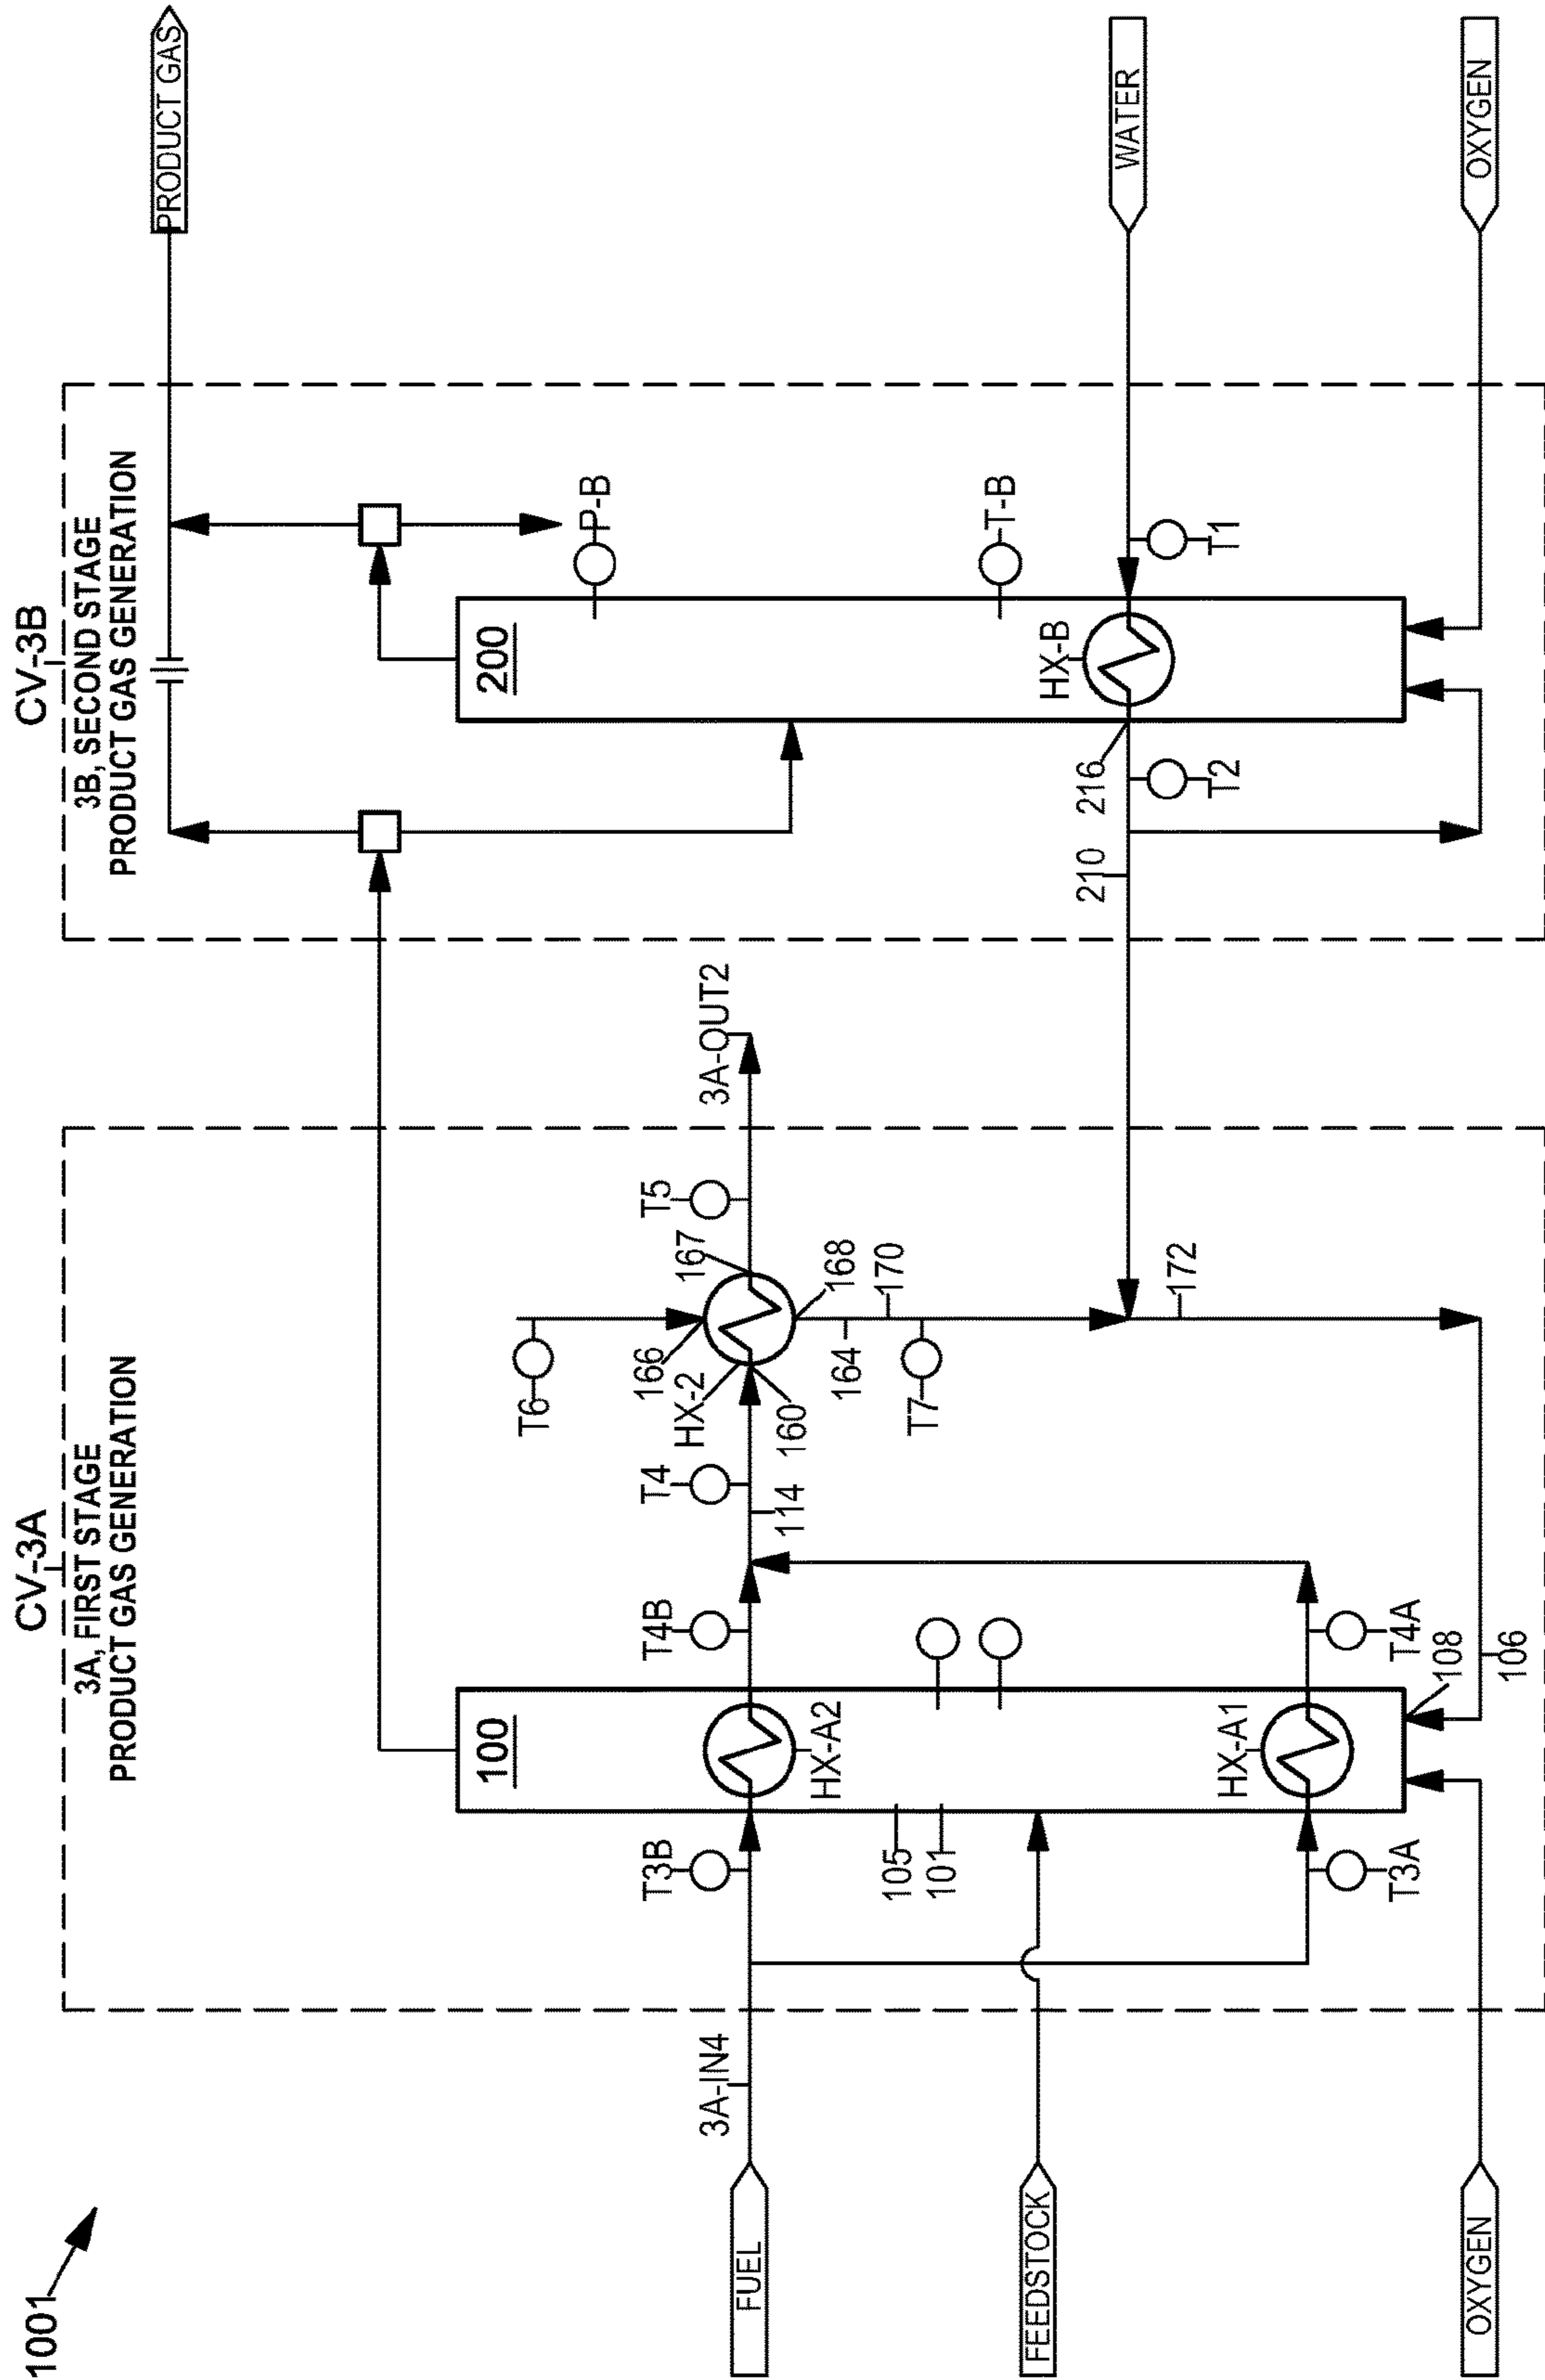 1001
CV-3A
3A, FIRST STAGE
PRODUCT GAS GENERATION
CV-3B
3B, SECOND STAGE
PRODUCT GAS GENERATION
PRODUCT GAS
100
200
P-B
T-B
3A-IN4
FUEL
T3B
T4B
T4
114
HX-2
160
166
T6
167
T5
3A-OUT2
HX-A2
105
101
164
168
170
T7
FEEDSTOCK
HX-A1
T3A
T4A
108
106
172
210
216
T2
HX-B
T1
WATER
OXYGEN
OXYGEN